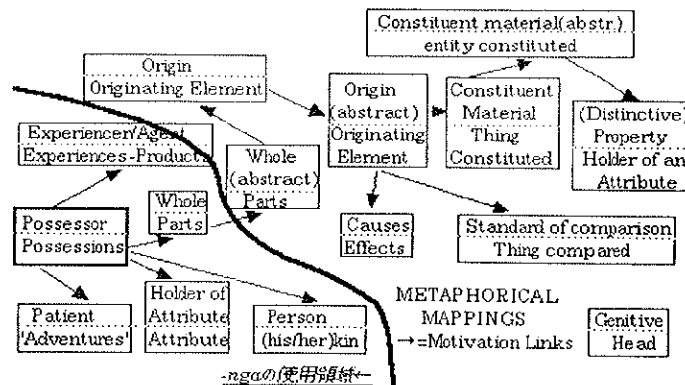 Constituent material(abstr.)
entity constituted
Origin
Originating Element
Origin
(abstract)
Originating
Element
Constituent
Material
Thing
Constituted
(Distinctive)
Property
Holder of an
Attribute
Experiencer/Agent
Experiences-Products
Whole
(abstract)
Parts
Whole
Parts
Possessor
Possessions
Causes
Effects
Standard of comparison
Thing compared
Patient
'Adventures'
Holder of
Attribute
Attribute
Person
(his/her)kin
METAPHORICAL
MAPPINGS
→=Motivation Links
Genitive
Head
-ngaの使用領域←